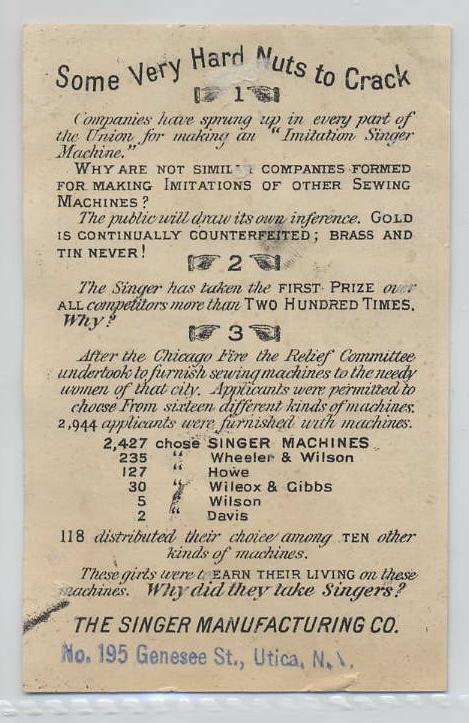 Some Very Hard Nuts to Crack
1
Companies have sprung up in every part of
the Union for making an "Imitation Singer
Machine."
WHY ARE NOT COMPANIES FORMED
FOR MAKING IMITATIONS OF OTHER SEWING
MACHINES?
The public will draw its own inference. GOLD
IS CONTINUALLY COUNTERFEITED; BRASS AND
TIN NEVER!
2
The Singer has taken the FIRST PRIZE over
ALL competitors more than TWO HUNDRED TIMES.
Why?
3
After the Chicago Fire the Relief Committee
undertook to furnish sewing machines to the needy
women of that city. Applicants were permitted to
choose From sixteen different kinds of machines.
2,944 applicants were furnished with machines.
2,427 chose SINGER MACHINES
235 " Wheeler & Wilson
127 " Howe
30 " Wilcox & Gibbs
5 " Wilson
2 " Davis
118 distributed their choice among TEN other
kinds of machines.
These girls were to EARN THEIR LIVING on these
machines. Why did they take Singers?
THE SINGER MANUFACTURING CO.
No. 195 Genesee St., Utica, N.